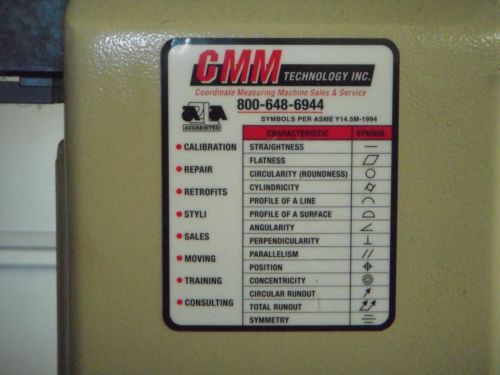 CMM TECHNOLOGY INC.
Coordinate Measuring Machine Sales & Service
800-648-6944
SYMBOLS PER ASME Y14.5M-1994
A2LA
ACCREDITED
• CALIBRATION
• REPAIR
• RETROFITS
• STYLI
• SALES
• MOVING
• TRAINING
• CONSULTING
CHARACTERISTIC SYMBOL
STRAIGHTNESS
FLATNESS
CIRCULARITY (ROUNDNESS)
CYLINDRICITY
PROFILE OF A LINE
PROFILE OF A SURFACE
ANGULARITY
PERPENDICULARITY
PARALLELISM
POSITION
CONCENTRICITY
CIRCULAR RUNOUT
TOTAL RUNOUT
SYMMETRY